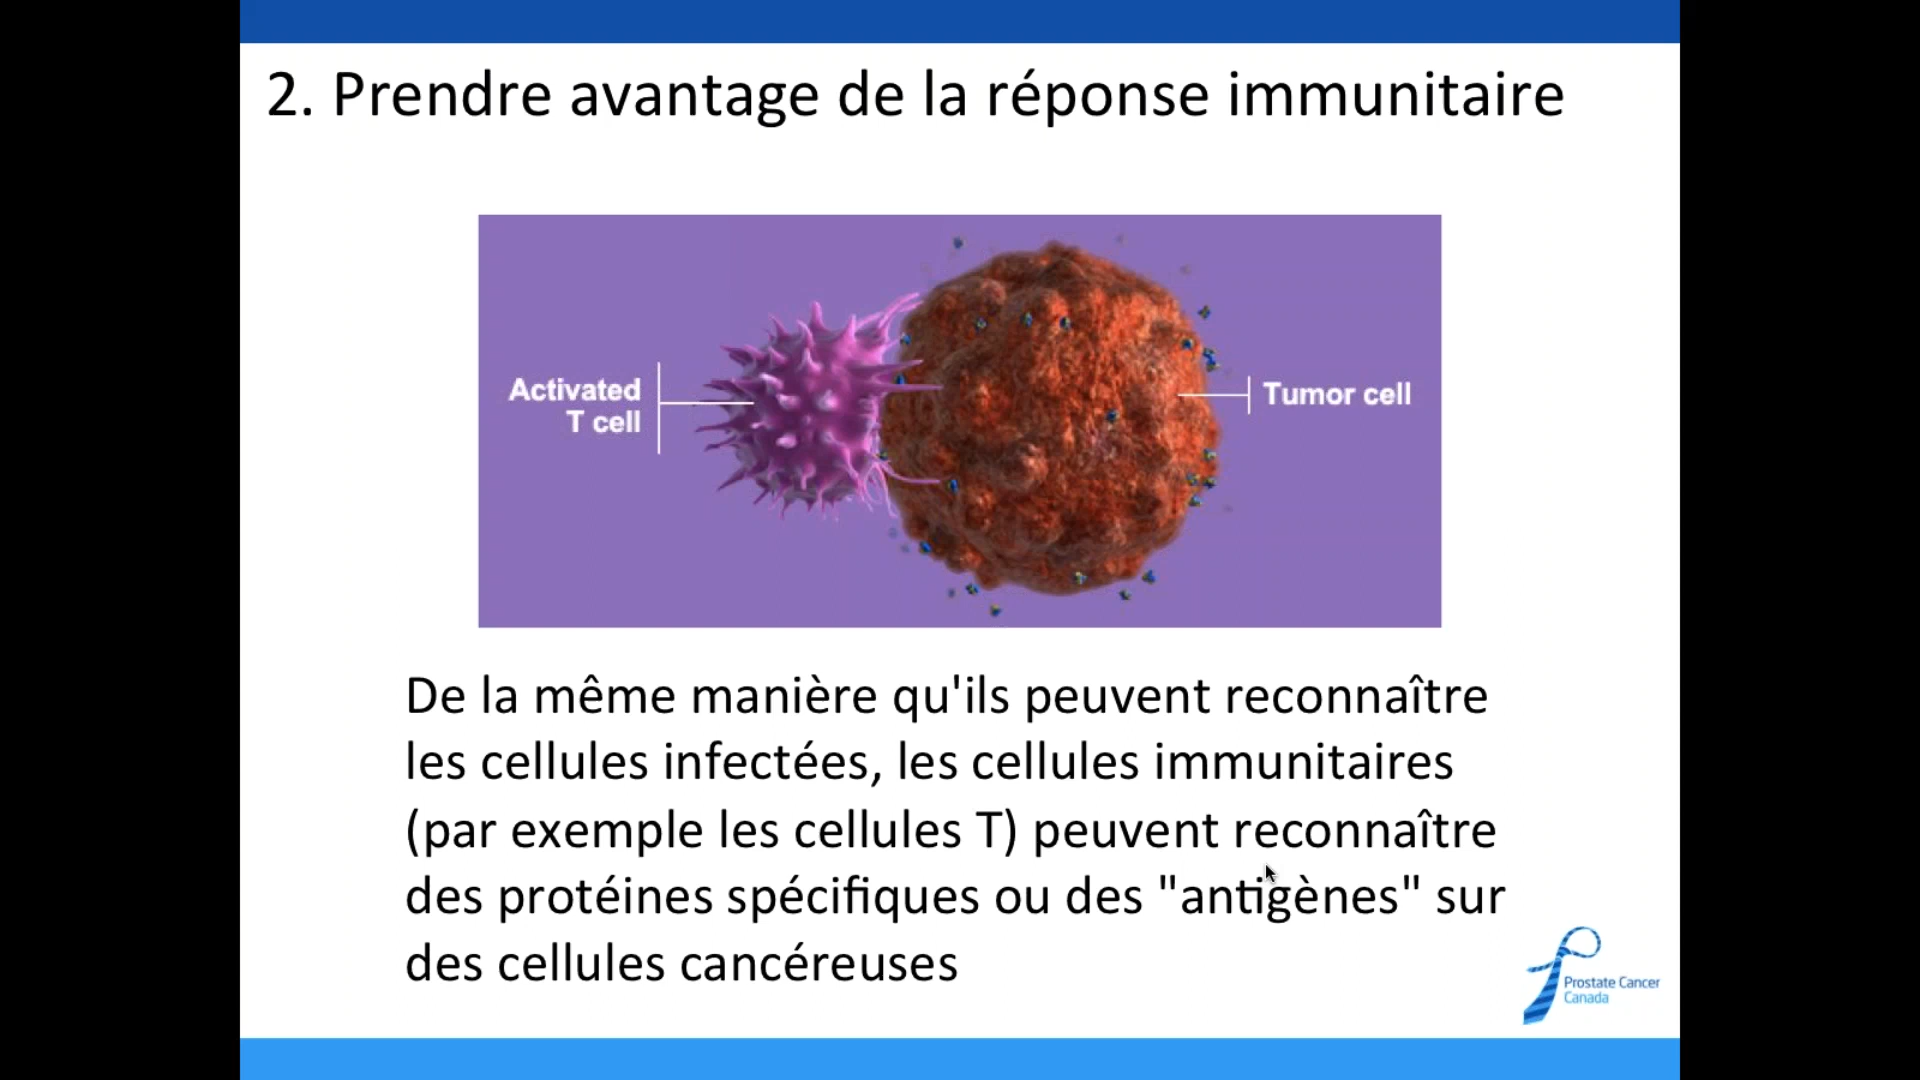 2. Prendre avantage de la réponse immunitaire
Activated
T cell
Tumor cell
De la même manière qu'ils peuvent reconnaître
les cellules infectées, les cellules immunitaires
(par exemple les cellules T) peuvent reconnaître
des protéines spécifiques ou des "antigènes" sur
des cellules cancéreuses
Prostate Cancer
Canada